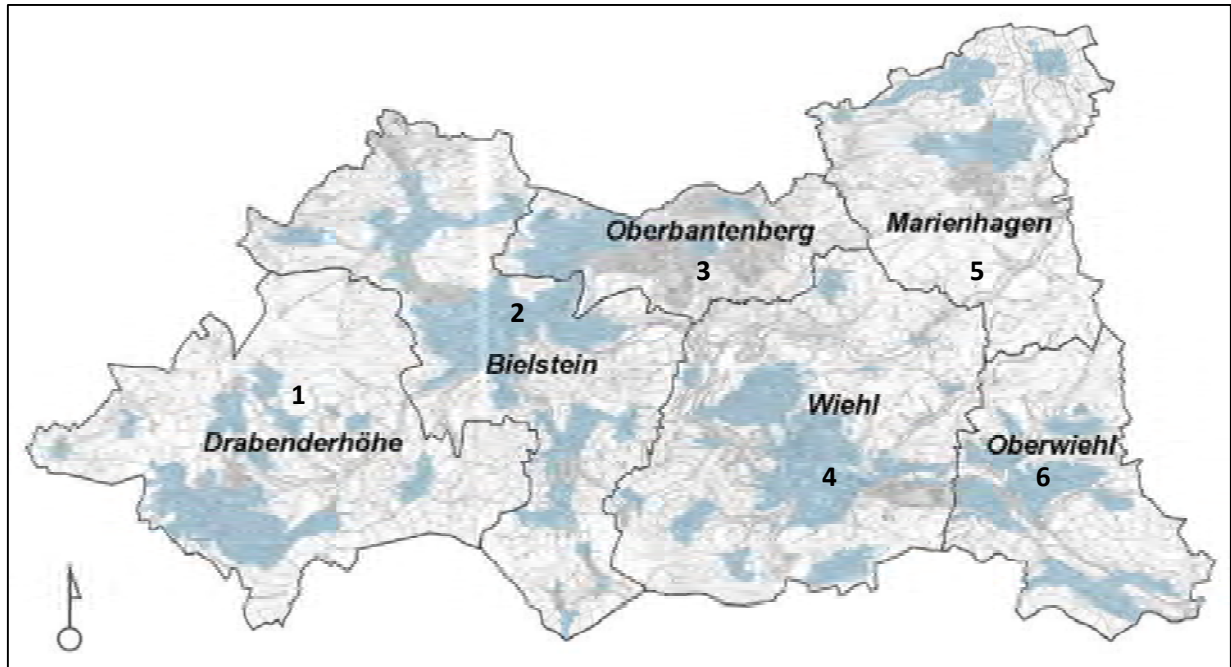 Oberbantenberg
3
Marienhagen
5
2
Bielstein
1
Drabenderhöhe
Wiehl
4
Oberwiehl
6